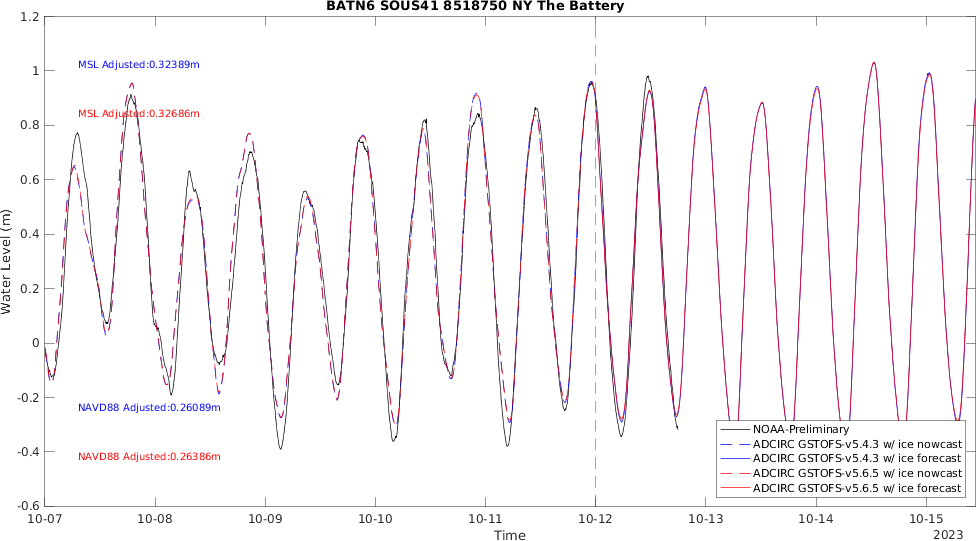 BATN6 SOUS41 8518750 NY The Battery
1.2
1
0.8
0.6
0.4
0.2
0
-0.2
-0.4
-0.6
Water Level (m)
MSL Adjusted:0.32389m
MSL Adjusted:0.32686m
NAVD88 Adjusted:0.26089m
NAVD88 Adjusted:0.26386m
NOAA-Preliminary
ADCIRC GSTOFS-v5.4.3 w/ ice nowcast
ADCIRC GSTOFS-v5.4.3 w/ ice forecast
ADCIRC GSTOFS-v5.6.5 w/ ice nowcast
ADCIRC GSTOFS-v5.6.5 w/ ice forecast
10-07 10-08 10-09 10-10 10-11 10-12 10-13 10-14 10-15
Time
2023